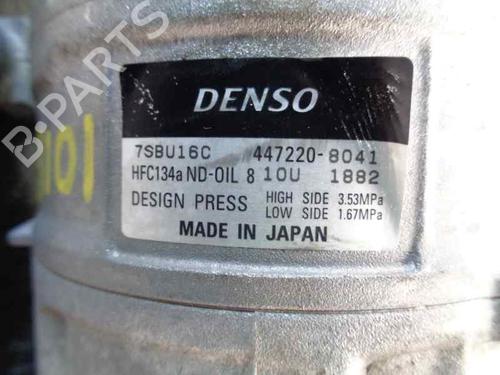 DENSO
7SBU16C 447220-8041
HFC134a ND-OIL 8 10U 1882
DESIGN PRESS HIGH SIDE 3.53MPa
LOW SIDE 1.67MPa
MADE IN JAPAN